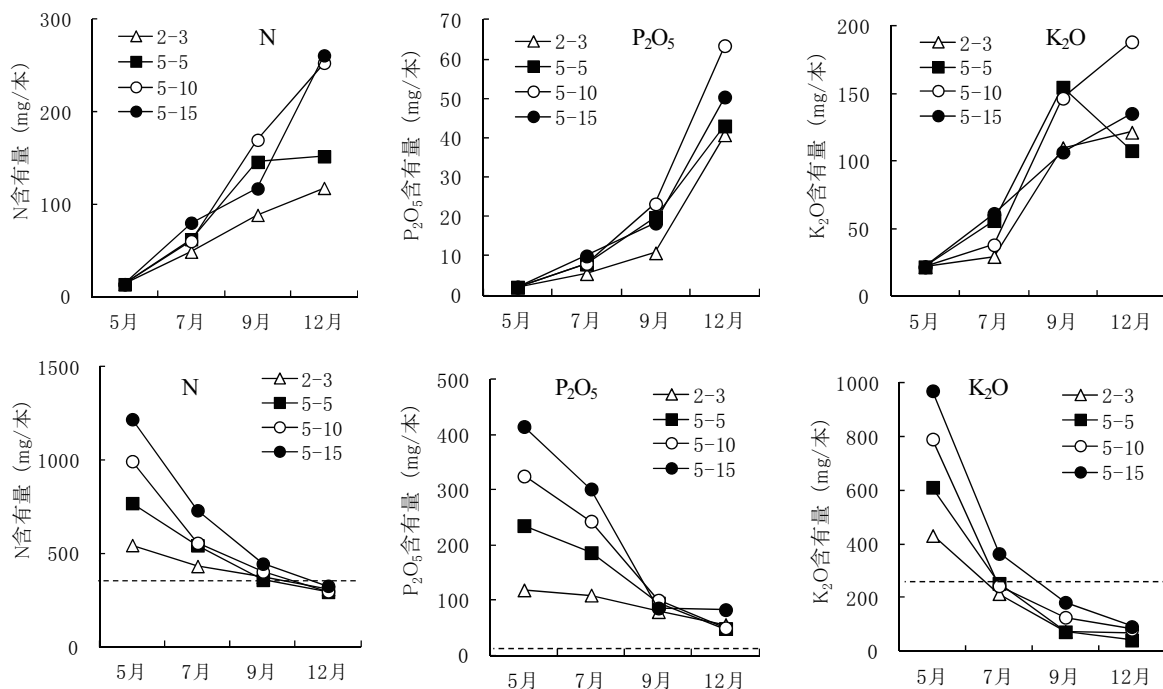 N
N含有量（mg/本）
300
200
100
0
2-3
5-5
5-10
5-15
5月
7月
9月
12月
P₂O₅
P₂O₅含有量（mg/本）
70
60
50
40
30
20
10
0
2-3
5-5
5-10
5-15
5月
7月
9月
12月
K₂O
K₂O含有量（mg/本）
200
150
100
50
0
2-3
5-5
5-10
5-15
5月
7月
9月
12月
N
N含有量（mg/本）
1500
1000
500
0
2-3
5-5
5-10
5-15
5月
7月
9月
12月
P₂O₅
P₂O₅含有量（mg/本）
500
400
300
200
100
0
2-3
5-5
5-10
5-15
5月
7月
9月
12月
K₂O
K₂O含有量（mg/本）
1000
800
600
400
200
0
2-3
5-5
5-10
5-15
5月
7月
9月
12月